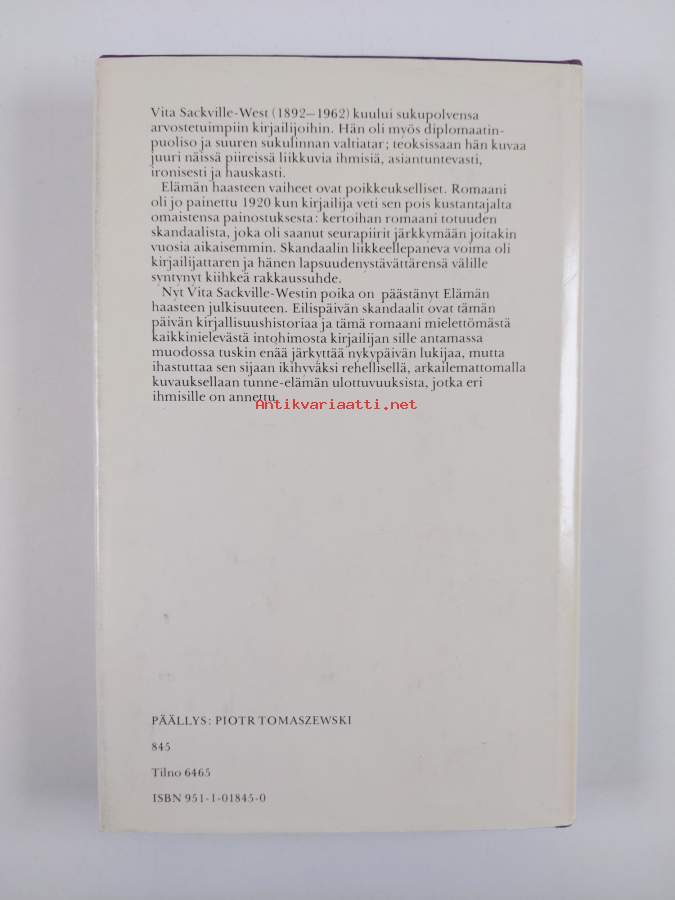 Vita Sackville-West (1892–1962) kuului sukupolvensa
arvostetuimpiin kirjailijoihin. Hän oli myös diplomaatin-
puoliso ja suuren sukulinnan valtiatar; teoksissaan hän kuvaa
juuri näissä piireissä liikkuvia ihmisiä, asiantuntevasti,
ironisesti ja hauskasti.
Elämän haasteen vaiheet ovat poikkeukselliset. Romaani
oli jo painettu 1920 kun kirjailija veti sen pois kustantajalta
omaistensa painostuksesta: kertoihan romaani totuuden
skandaalista, joka oli saanut seurapiirit järkkymään joitakin
vuosia aikaisemmin. Skandaalin liikkeellepaneva voima oli
kirjailijattaren ja hänen lapsuudenystävättärensä välille
syntynyt kiihkeä rakkaussuhde.
Nyt Vita Sackville-Westin poika on päästänyt Elämän
haasteen julkisuuteen. Eilispäivän skandaalit ovat tämän
päivän kirjallisuushistoriaa ja tämä romaani mielettömästä
kaikkinielevästä intohimosta kirjailijan sille antamassa
muodossa tuskin enää järkyttää nykypäivän lukijaa, mutta
ihastuttaa sen sijaan ikihyväksi rehellisellä, arkailemattomalla
kuvauksellaan tunne-elämän ulottuvuuksista, jotka eri
ihmisille on annettu.
Antikvariaatti.net
PÄÄLLYS: PIOTR TOMASZEWSKI
845
Tilno 6465
ISBN 951-1-01845-0